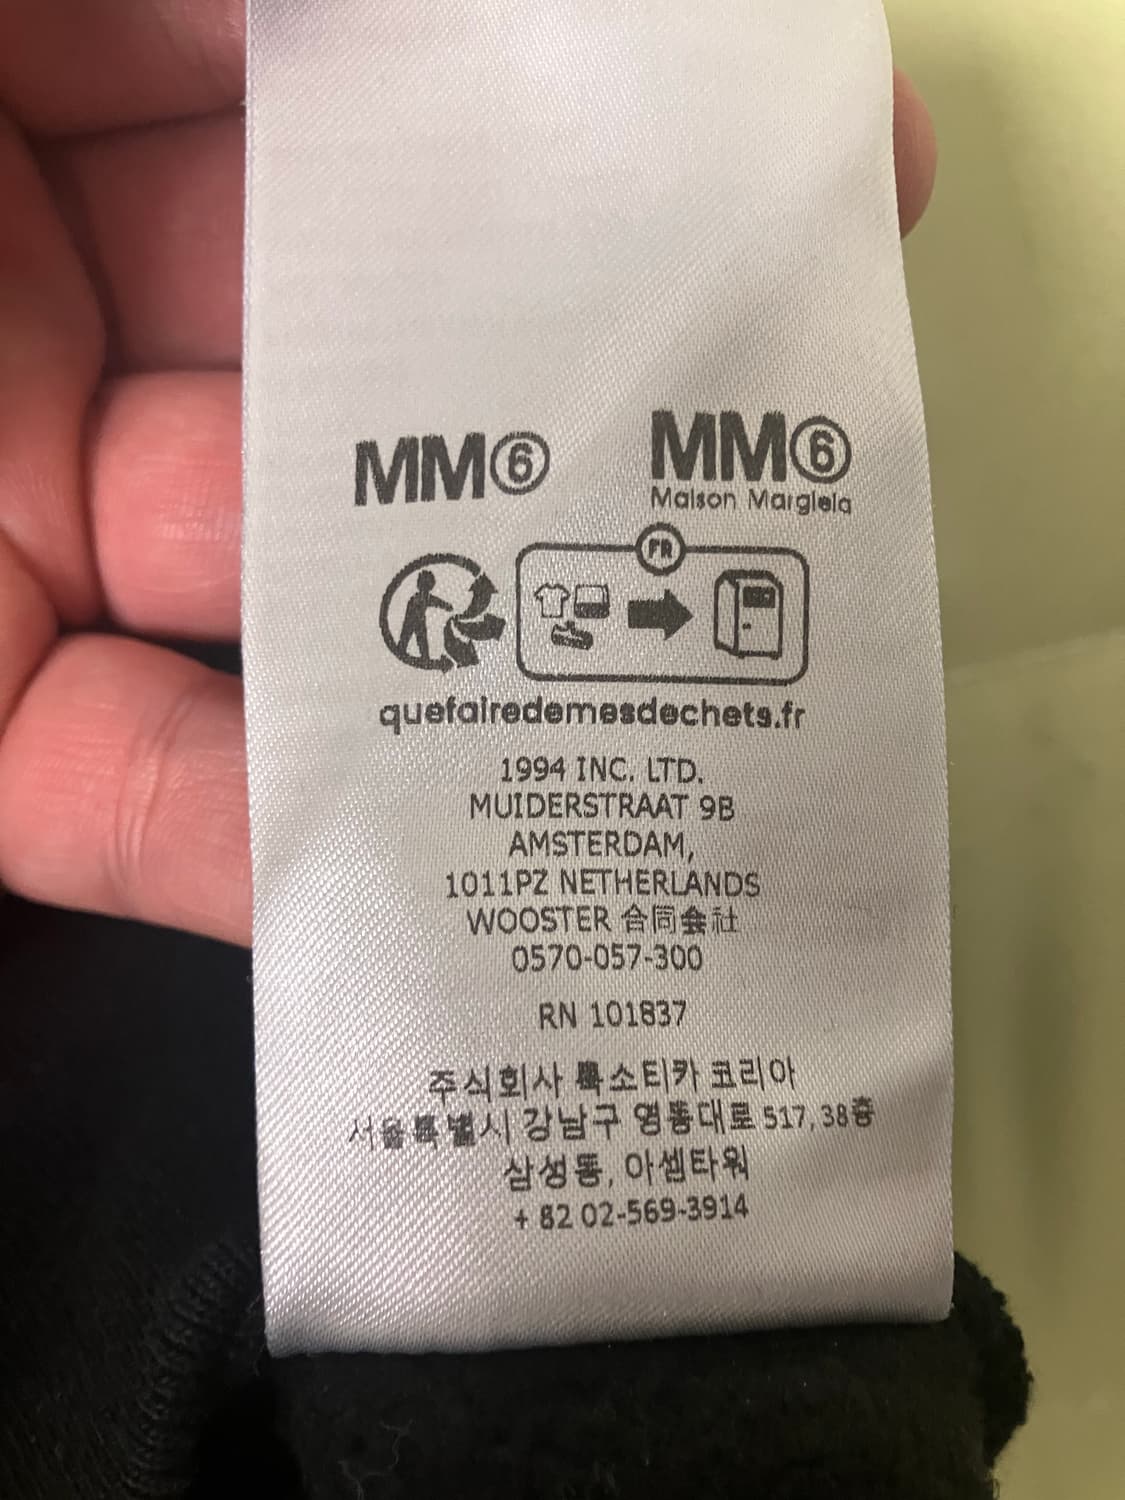 MM⑥
MM⑥
Maison Margiela
FR
quefairedemesdechets.fr
1994 INC. LTD.
MUIDERSTRAAT 9B
AMSTERDAM,
1011PZ NETHERLANDS
WOOSTER 合同会社
0570-057-300
RN 101837
주식회사 룩소티카 코리아
서울특별시 강남구 영동대로 517, 38층
삼성동, 아셈타워
+ 82 02-569-3914